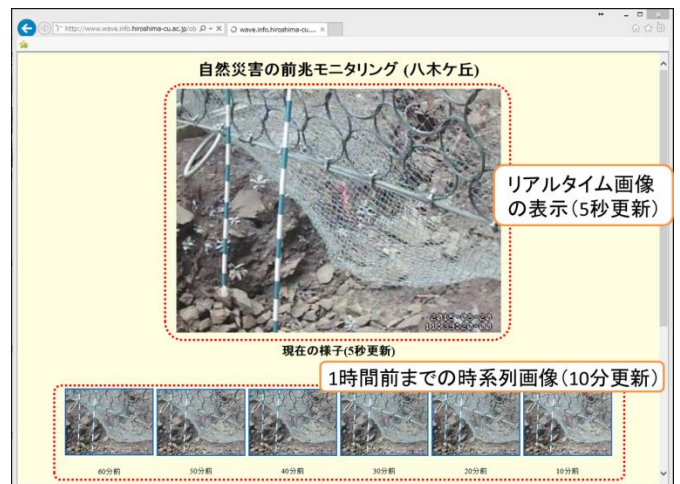 http://www.wave.info.hiroshima-cu.ac.jp/ob
wave.info.hiroshima-cu....
自然災害の前兆モニタリング (八木ケ丘)
リアルタイム画像
の表示(5秒更新)
現在の様子(5秒更新)
1時間前までの時系列画像(10分更新)
60分前
50分前
40分前
30分前
20分前
10分前